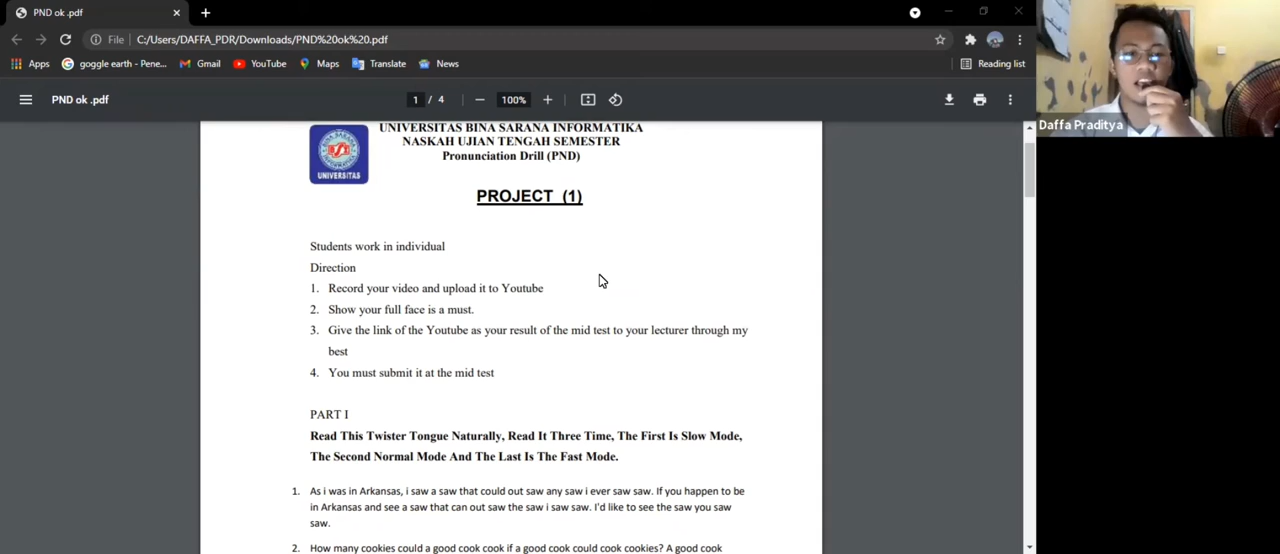 PND ok .pdf
File C:/Users/DAFFA_PDR/Downloads/PND%20ok%20.pdf
Apps goggle earth - Pene... Gmail YouTube Maps Translate News Reading list
PND ok .pdf 1 / 4 100%
Daffa Praditya
UNIVERSITAS BINA SARANA INFORMATIKA
NASKAH UJIAN TENGAH SEMESTER
Pronunciation Drill (PND)
UNIVERSITAS
PROJECT (1)
Students work in individual
Direction
1. Record your video and upload it to Youtube
2. Show your full face is a must.
3. Give the link of the Youtube as your result of the mid test to your lecturer through my
best
4. You must submit it at the mid test
PART I
Read This Twister Tongue Naturally, Read It Three Time, The First Is Slow Mode,
The Second Normal Mode And The Last Is The Fast Mode.
1. As i was in Arkansas, i saw a saw that could out saw any saw i ever saw saw. If you happen to be
in Arkansas and see a saw that can out saw the saw i saw saw. I'd like to see the saw you saw
saw.
2. How many cookies could a good cook cook if a good cook could cook cookies? A good cook